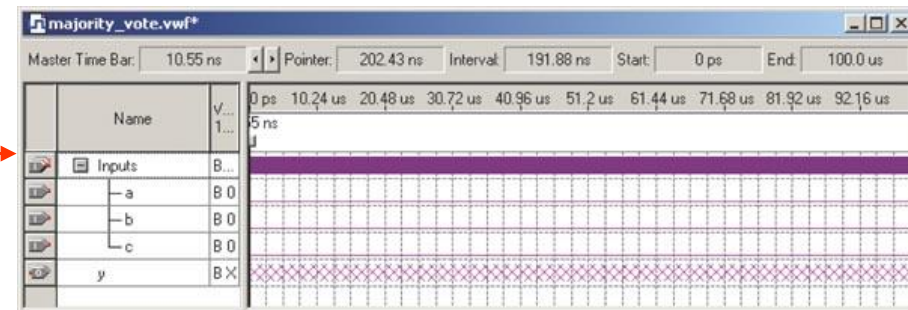 majority_vote.vwf*
Master Time Bar: 10.55 ns Pointer: 202.43 ns Interval: 191.88 ns Start: 0 ps End: 100.0 us
Name V... 1... 0 ps 10.24 us 20.48 us 30.72 us 40.96 us 51.2 us 61.44 us 71.68 us 81.92 us 92.16 us
5 ns
Inputs B...
a B 0
b B 0
c B 0
y B X